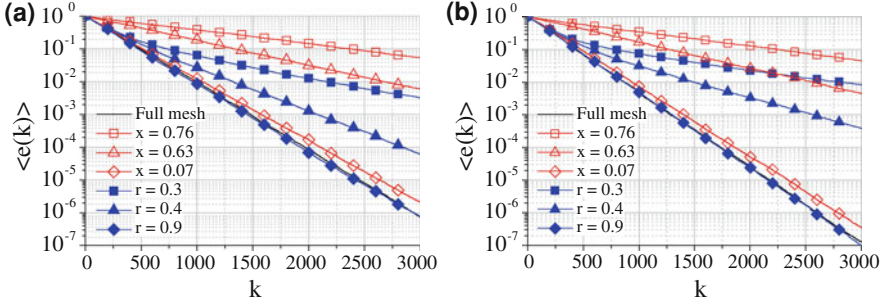 (a)
<e(k)>
10^0
10^-1
10^-2
10^-3
10^-4
10^-5
10^-6
10^-7
Full mesh
x = 0.76
x = 0.63
x = 0.07
r = 0.3
r = 0.4
r = 0.9
0 500 1000 1500 2000 2500 3000
k
(b)
<e(k)>
10^0
10^-1
10^-2
10^-3
10^-4
10^-5
10^-6
10^-7
Full mesh
x = 0.76
x = 0.63
x = 0.07
r = 0.3
r = 0.4
r = 0.9
0 500 1000 1500 2000 2500 3000
k